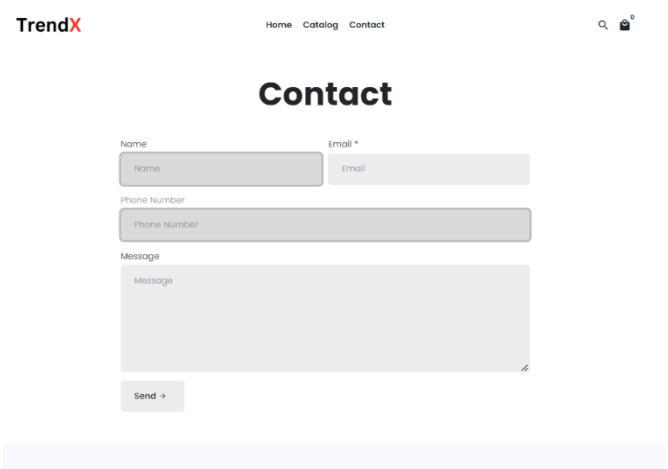 TrendX
Home Catalog Contact
0
Contact
Name
Email *
Name
Email
Phone Number
Phone Number
Message
Message
Send →